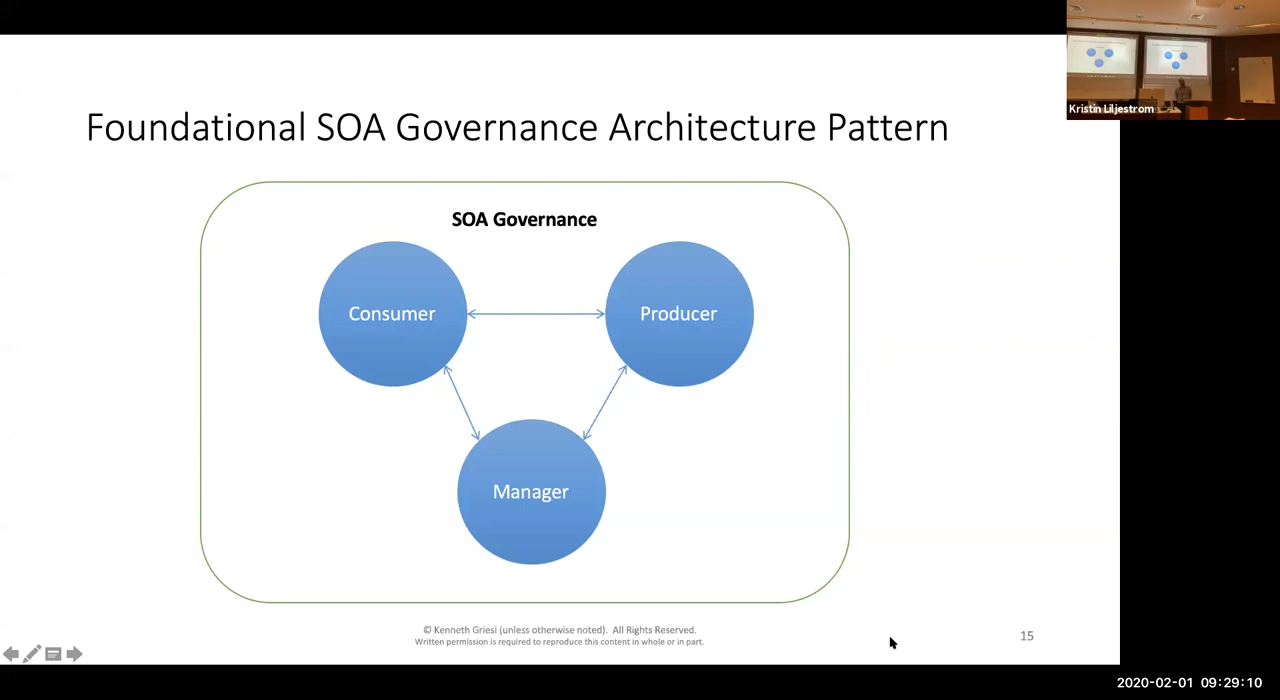 Kristin Liljestrom
Foundational SOA Governance Architecture Pattern
SOA Governance
Consumer
Producer
Manager
© Kenneth Griesi (unless otherwise noted). All Rights Reserved.
Written permission is required to reproduce this content in whole or in part.
15
2020-02-01 09:29:10